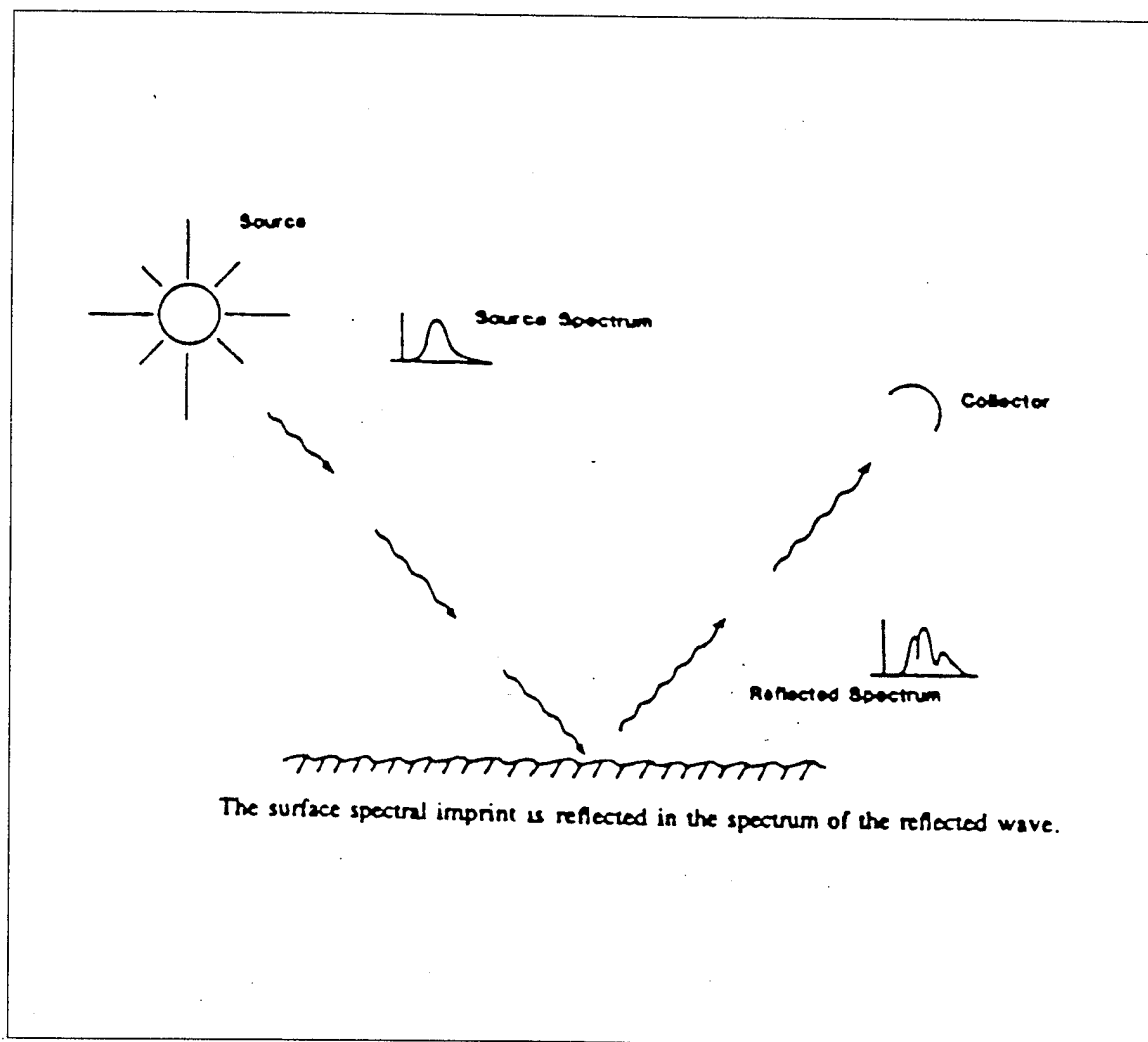 Source
Source Spectrum
Collector
Reflected Spectrum
The surface spectral imprint is reflected in the spectrum of the reflected wave.